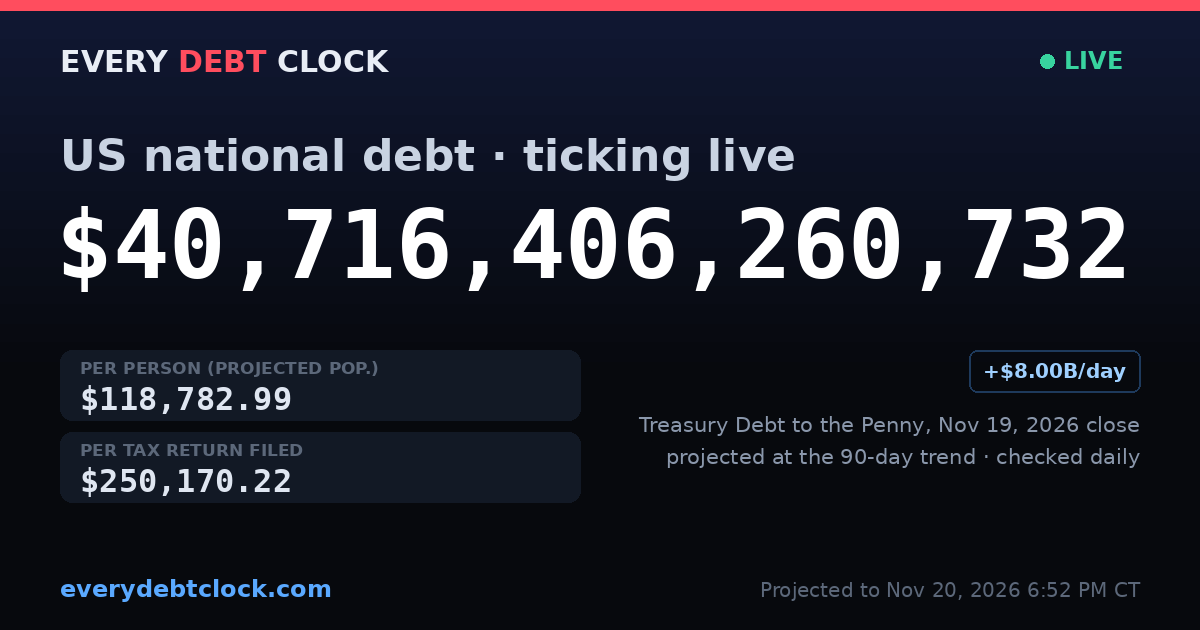 EVERY DEBT CLOCK
LIVE
US national debt · ticking live
$40,716,406,260,732
PER PERSON (PROJECTED POP.)
$118,782.99
PER TAX RETURN FILED
$250,170.22
+$8.00B/day
Treasury Debt to the Penny, Nov 19, 2026 close
projected at the 90-day trend · checked daily
everydebtclock.com
Projected to Nov 20, 2026 6:52 PM CT